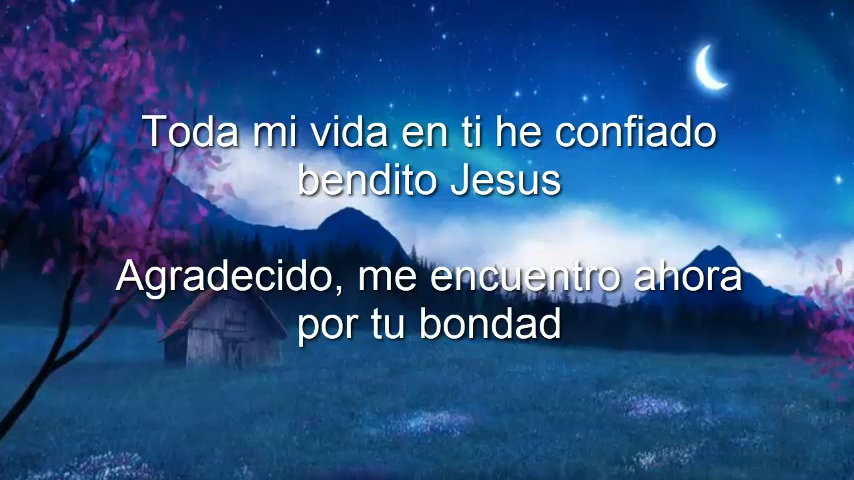 Toda mi vida en ti he confiado
bendito Jesus
Agradecido, me encuentro ahora
por tu bondad